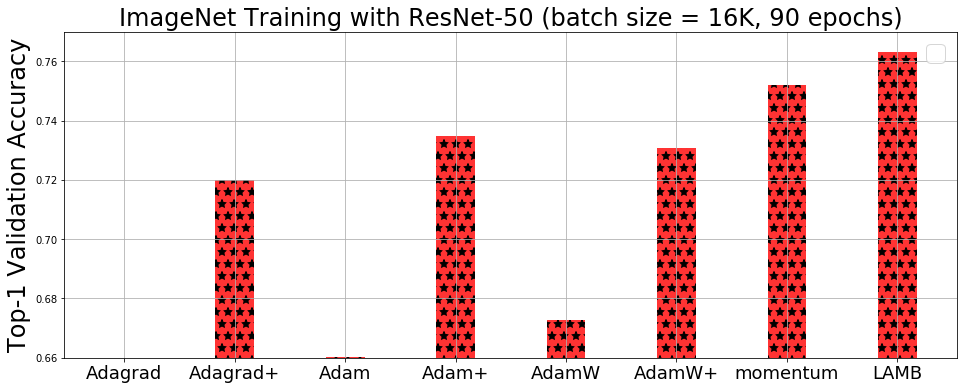 ImageNet Training with ResNet-50 (batch size = 16K, 90 epochs)
Top-1 Validation Accuracy
0.76
0.74
0.72
0.70
0.68
0.66
Adagrad Adagrad+ Adam Adam+ AdamW AdamW+ momentum LAMB